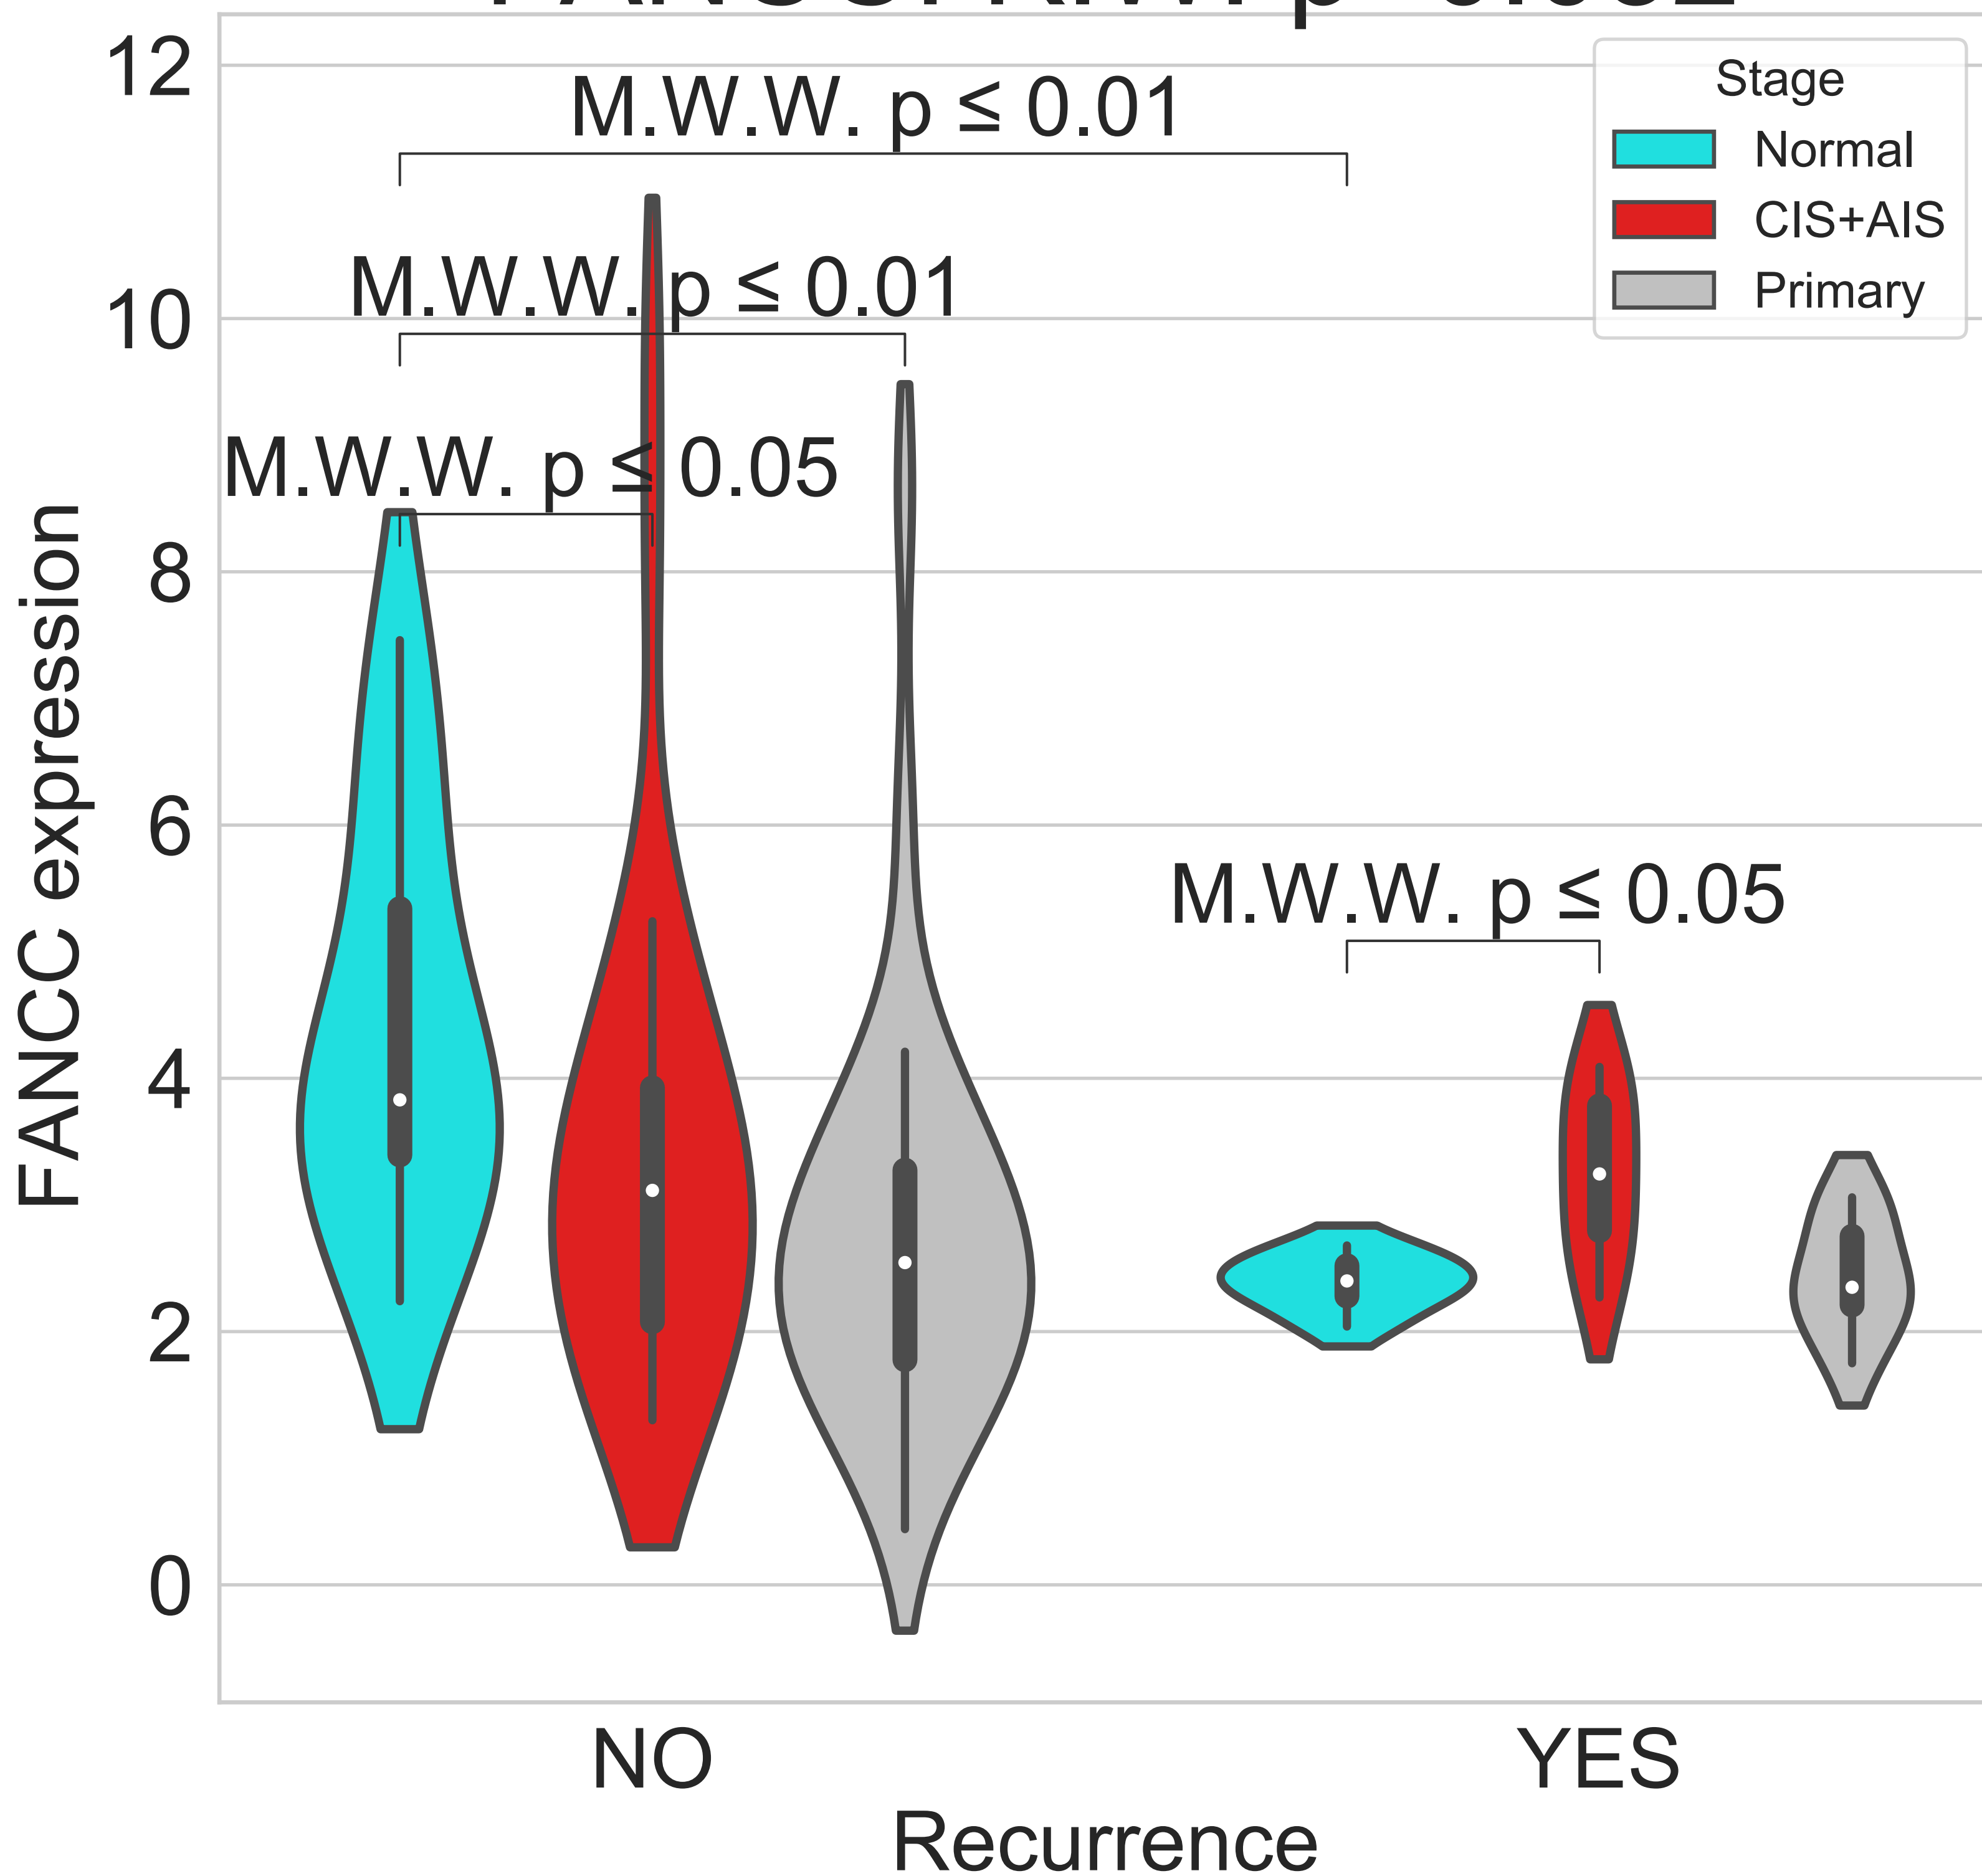 12
M.W.W. p ≤ 0.01
Stage
Normal
CIS+AIS
Primary
M.W.W. p ≤ 0.01
10
M.W.W. p ≤ 0.05
8
FANCC expression
6
M.W.W. p ≤ 0.05
4
2
0
NO
YES
Recurrence